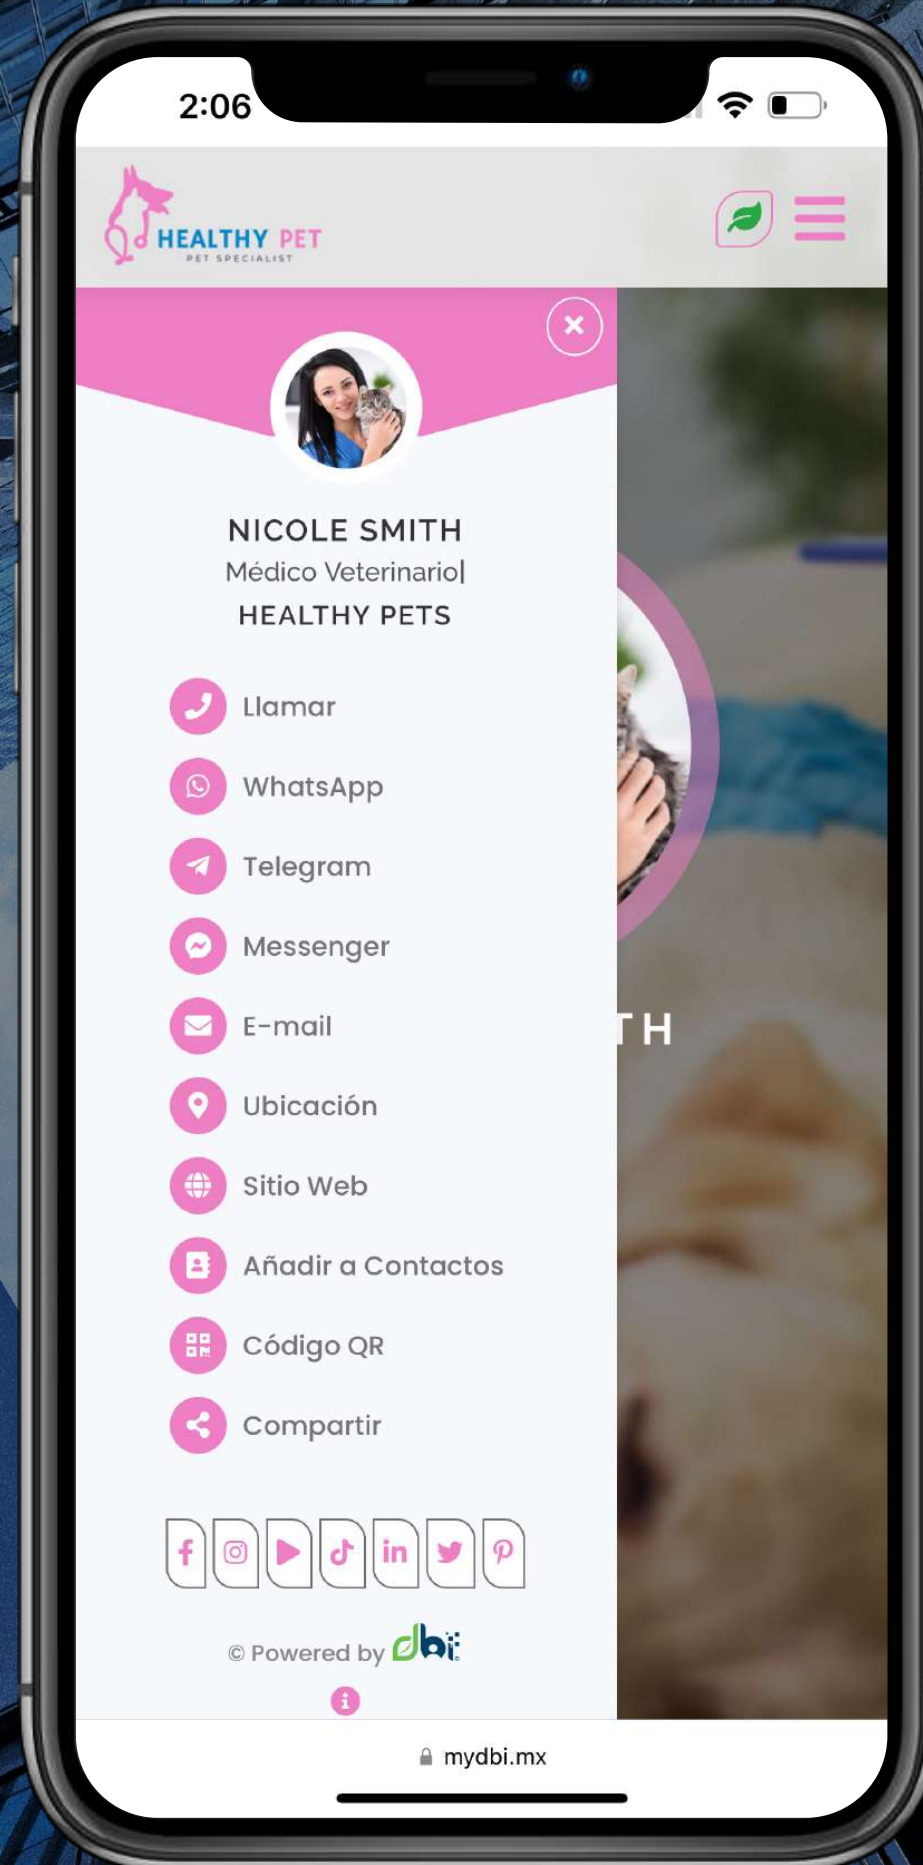 2:06
HEALTHY PET
PET SPECIALIST
NICOLE SMITH
Médico Veterinario|
HEALTHY PETS
Llamar
WhatsApp
Telegram
Messenger
E-mail
TH
Ubicación
Sitio Web
Añadir a Contactos
Código QR
Compartir
© Powered by dbi
mydbi.mx